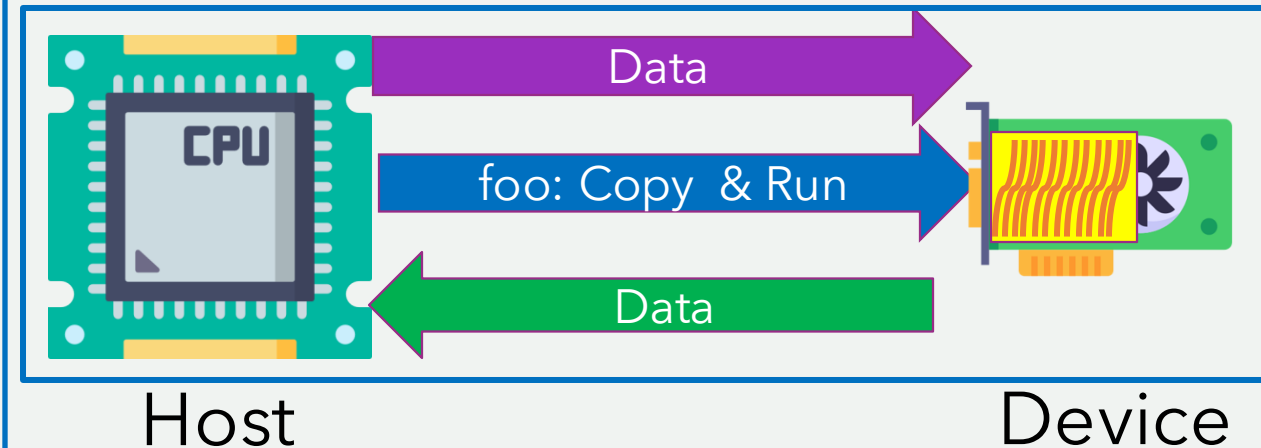 Data
CPU
foo: Copy & Run
Data
Host
Device